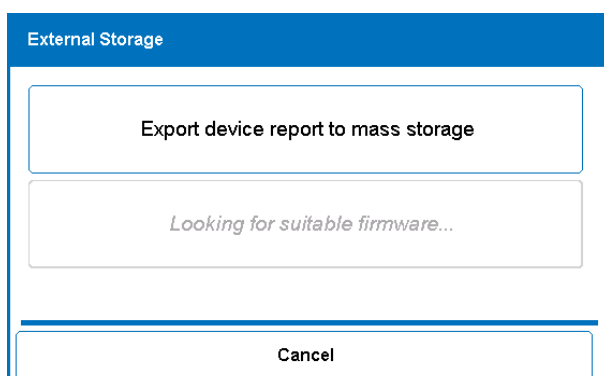 External Storage
Export device report to mass storage
Looking for suitable firmware...
Cancel